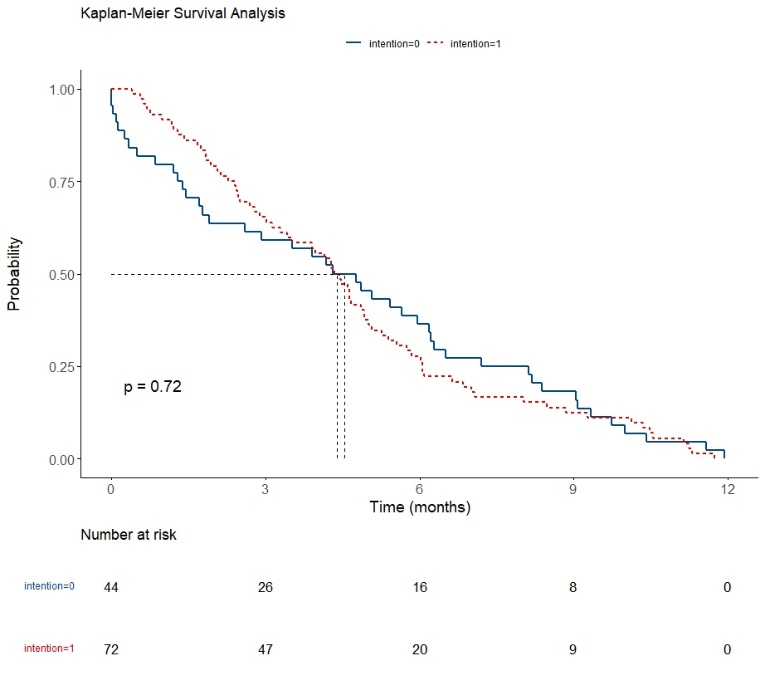 Kaplan-Meier Survival Analysis
intention=0 intention=1
1.00
0.75
0.50
0.25
0.00
Probability
p = 0.72
0 3 6 9 12
Time (months)
Number at risk
intention=0 44 26 16 8 0
intention=1 72 47 20 9 0